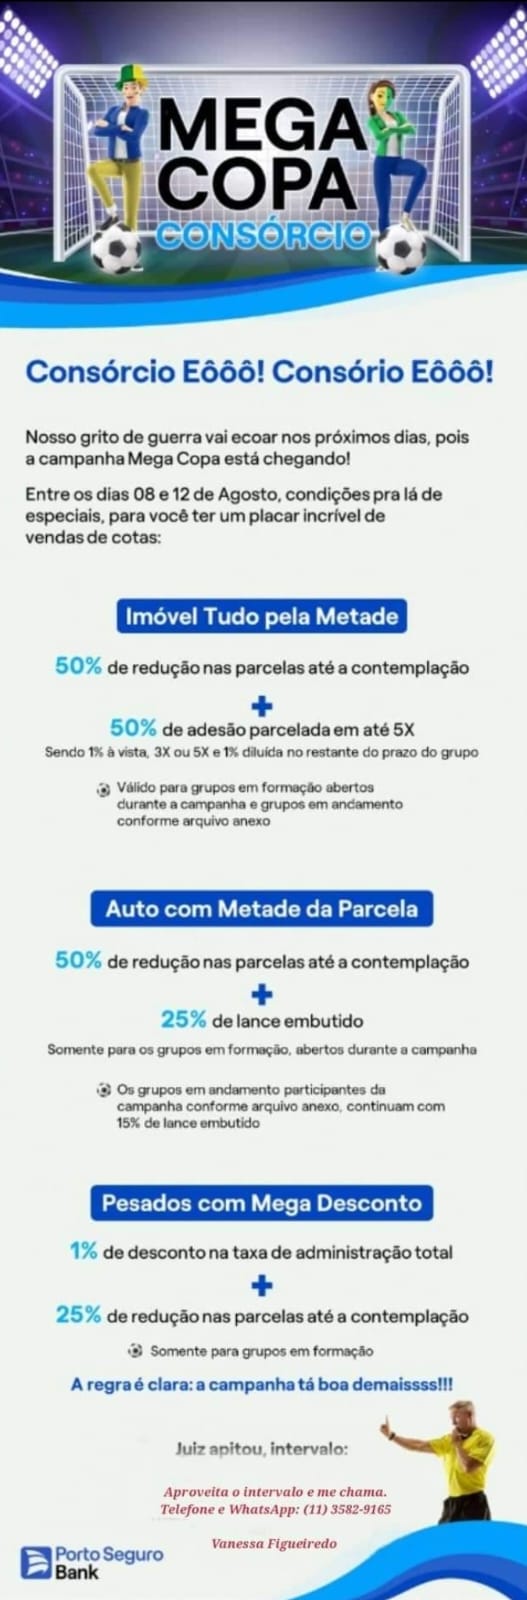 MEGA
COPA
CONSÓRCIO
Consórcio Eôôô! Consório Eôôô!
Nosso grito de guerra vai ecoar nos próximos dias, pois
a campanha Mega Copa está chegando!
Entre os dias 08 e 12 de Agosto, condições pra lá de
especiais, para você ter um placar incrível de
vendas de cotas:
Imóvel Tudo pela Metade
50% de redução nas parcelas até a contemplação
+
50% de adesão parcelada em até 5X
Sendo 1% à vista, 3X ou 5X e 1% diluída no restante do prazo do grupo
Válido para grupos em formação abertos
durante a campanha e grupos em andamento
conforme arquivo anexo
Auto com Metade da Parcela
50% de redução nas parcelas até a contemplação
+
25% de lance embutido
Somente para os grupos em formação, abertos durante a campanha
Os grupos em andamento participantes da
campanha conforme arquivo anexo, continuam com
15% de lance embutido
Pesados com Mega Desconto
1% de desconto na taxa de administração total
+
25% de redução nas parcelas até a contemplação
Somente para grupos em formação
A regra é clara: a campanha tá boa demaissss!!!
Juiz apitou, intervalo:
Aproveita o intervalo e me chama.
Telefone e WhatsApp: (11) 3582-9165
Vanessa Figueiredo
Porto Seguro
Bank